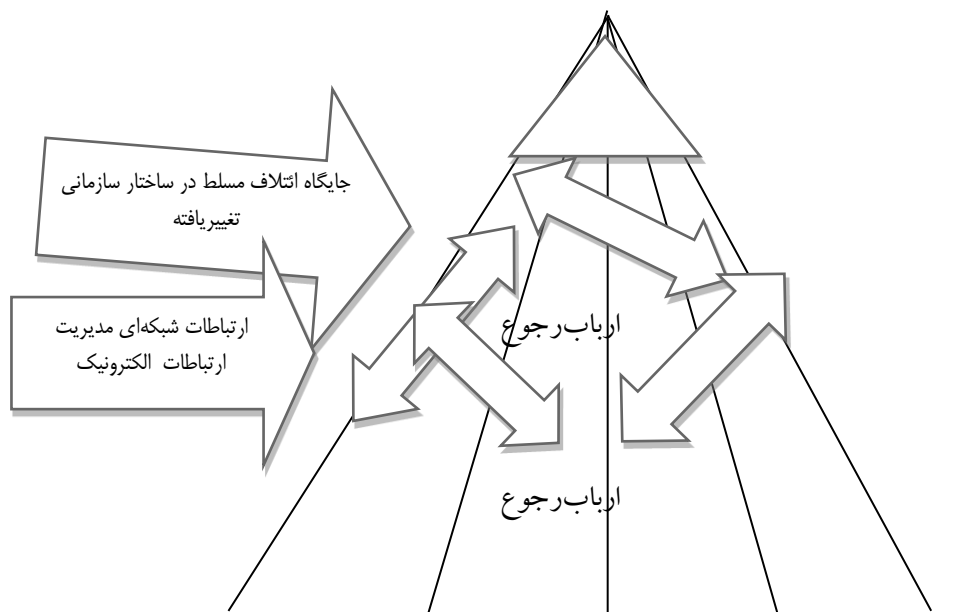 جایگاه ائتلاف مسلط در ساختار سازمانی
تغییریافته
ارتباطات شبکه‌ای مدیریت
ارتباطات الکترونیک
ارباب‌رجوع
ارباب‌رجوع